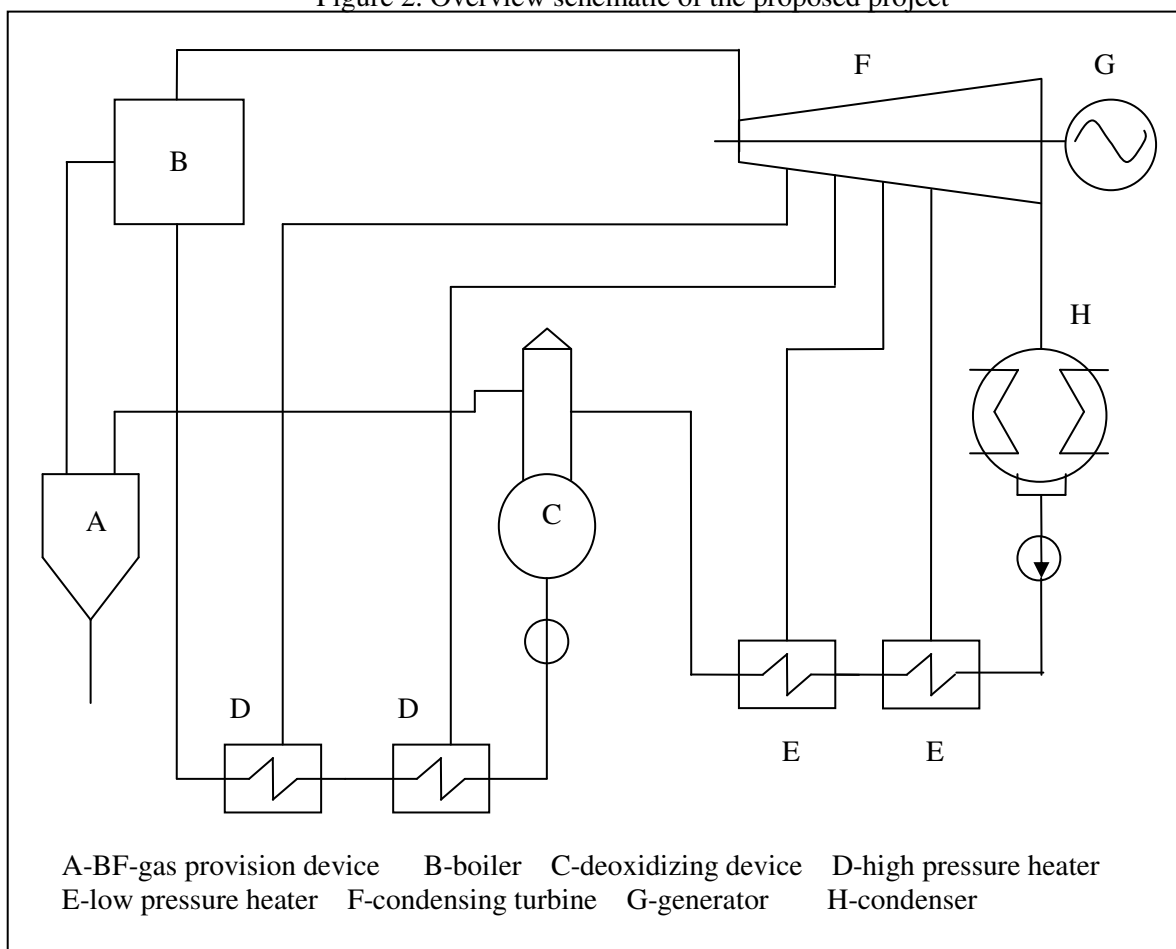 Figure 2. Overview schematic of the proposed project
F
G
B
H
A
C
D
D
E
E
A-BF-gas provision device B-boiler C-deoxidizing device D-high pressure heater
E-low pressure heater F-condensing turbine G-generator H-condenser